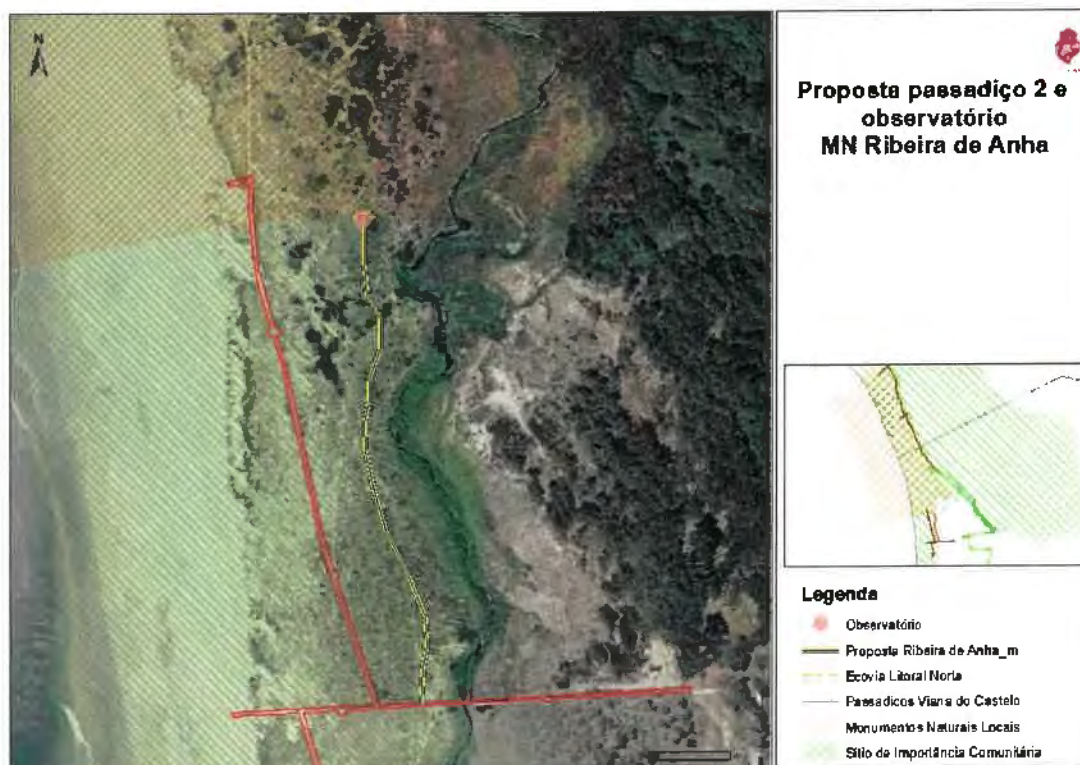 N
Proposta passadiço 2 e
observatório
MN Ribeira de Anha
Legenda
Observatório
Proposta Ribeira de Anha_m
Ecovia Litoral Norte
Passadicos Viana do Castelo
Monumentos Naturais Locais
Sítio de Importância Comunitária